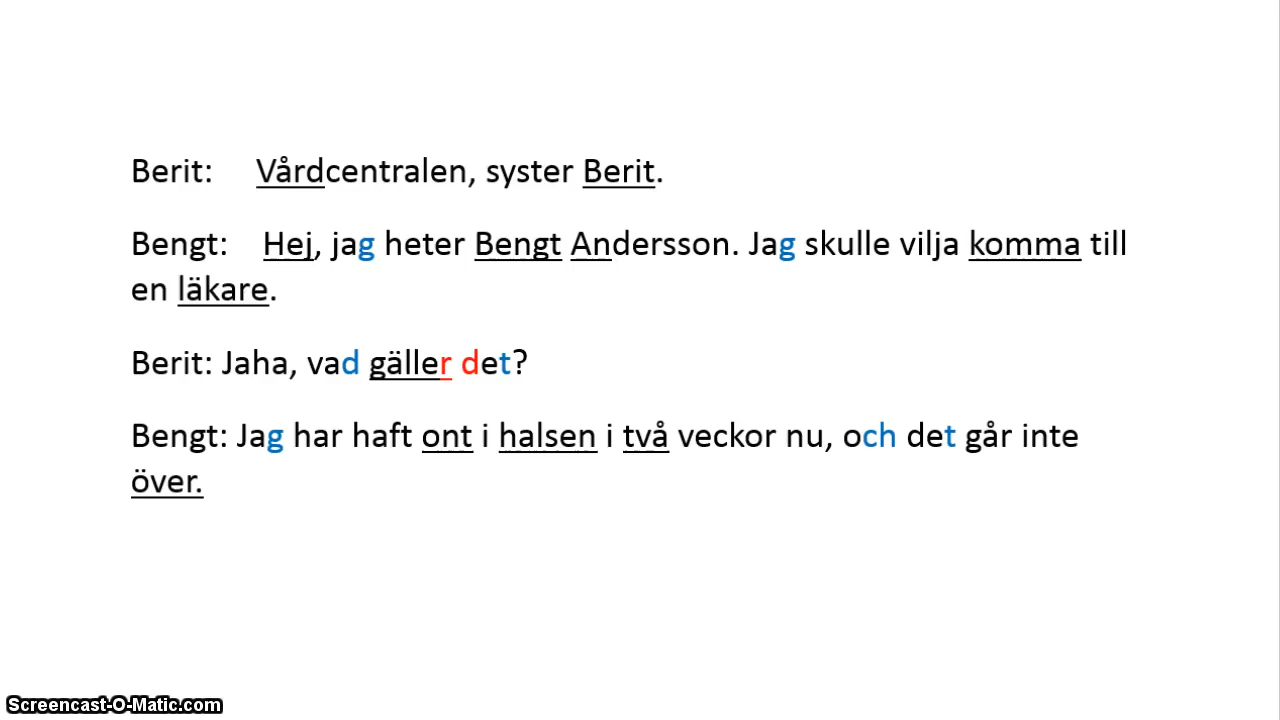 Berit: Vårdcentralen, syster Berit.
Bengt: Hej, jag heter Bengt Andersson. Jag skulle vilja komma till
en läkare.
Berit: Jaha, vad gäller det?
Bengt: Jag har haft ont i halsen i två veckor nu, och det går inte
över.
Screencast-O-Matic.com